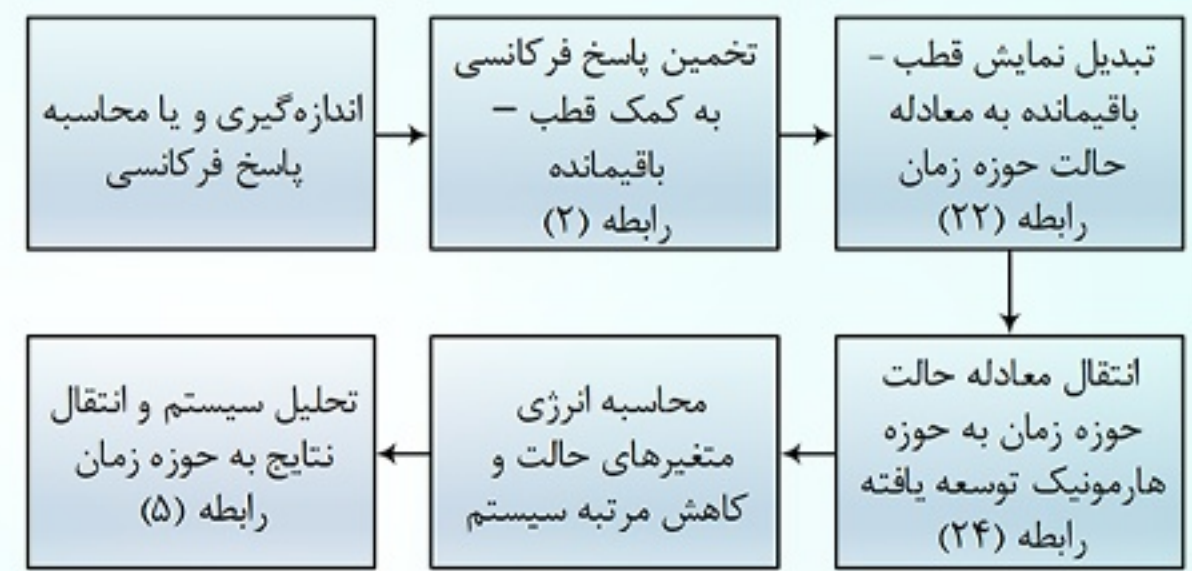 اندازه‌گیری و یا محاسبه
پاسخ فرکانسی
تخمین پاسخ فرکانسی
به کمک قطب –
باقیمانده
رابطه (۲)
تبدیل نمایش قطب -
باقیمانده به معادله
حالت حوزه زمان
رابطه (۲۲)
انتقال معادله حالت
حوزه زمان به حوزه
هارمونیک توسعه یافته
رابطه (۲۴)
محاسبه انرژی
متغیرهای حالت و
کاهش مرتبه سیستم
تحلیل سیستم و انتقال
نتایج به حوزه زمان
رابطه (۵)